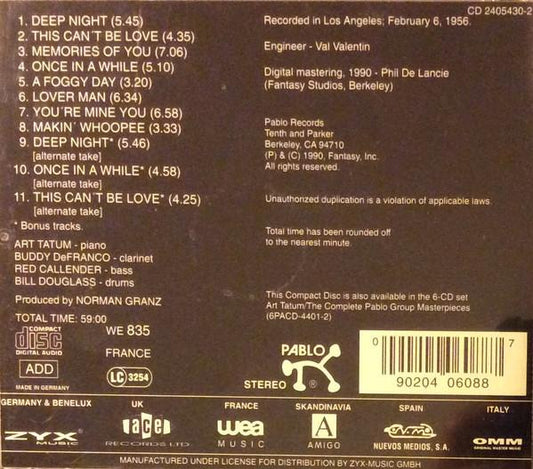 CD 2405430-2
1. DEEP NIGHT (5.45)
2. THIS CAN´T BE LOVE (4.35)
3. MEMORIES OF YOU (7.06)
4. ONCE IN A WHILE (5.10)
5. A FOGGY DAY (3.20)
6. LOVER MAN (6.34)
7. YOU'RE MINE YOU (6.58)
8. MAKIN´ WHOOPEE (3.33)
9. DEEP NIGHT* (5.46)
[alternate take]
10. ONCE IN A WHILE* (4.58)
[alternate take]
11. THIS CAN´T BE LOVE* (4.25)
[alternate take]
* Bonus tracks.
ART TATUM - piano
BUDDY DeFRANCO - clarinet
RED CALLENDER - bass
BILL DOUGLASS - drums
Produced by NORMAN GRANZ
TOTAL TIME: 59:00
Recorded in Los Angeles; February 6, 1956.
Engineer - Val Valentin
Digital mastering, 1990 - Phil De Lancie
(Fantasy Studios, Berkeley)
Pablo Records
Tenth and Parker
Berkeley, CA 94710
(P) & (C) 1990, Fantasy, Inc.
All rights reserved.
Unauthorized duplication is a violation of applicable laws.
Total time has been rounded off
to the nearest minute.
This Compact Disc is also available in the 6-CD set
Art Tatum/The Complete Pablo Group Masterpieces
(6PACD-4401-2)
COMPACT
disc
DIGITAL AUDIO
ADD
MADE IN GERMANY
WE 835
FRANCE
LC 3254
PABLO
STEREO ®
0 90204 06088 7
GERMANY & BENELUX
ZYX
MUSIC
UK
ace
RECORDS LTD.
FRANCE
wea
MUSIC
SCANDINAVIA
A
AMIGO
SPAIN
NUEVOS MEDIOS, S.A.
ITALY
OMM
ORIGINAL MASTER MUSIC
MANUFACTURED UNDER LICENSE FOR DISTRIBUTION BY ZYX-MUSIC GMBH